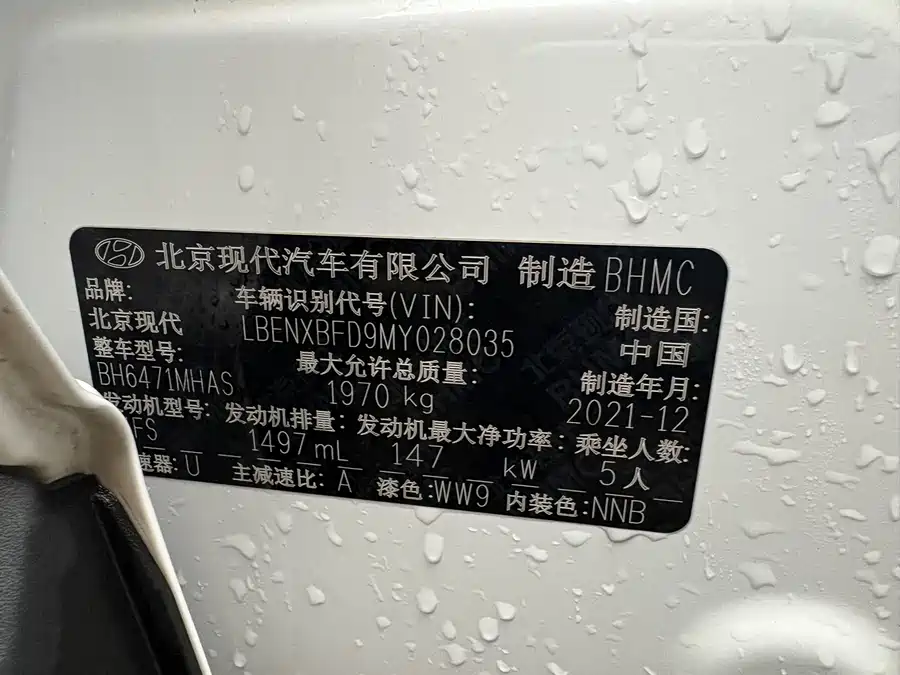 北京现代汽车有限公司 制造 BHMC
品牌: 车辆识别代号(VIN): 制造国:
北京现代 LBENXBFD9MY028035 中国
整车型号: 最大允许总质量: 制造年月:
BH6471MHAS 1970 kg 2021-12
发动机型号: 发动机排量: 发动机最大净功率: 乘坐人数:
FS 1497 mL 147 kW 5 人
速器: U 主减速比: A 漆色: WW9 内装色: NNB